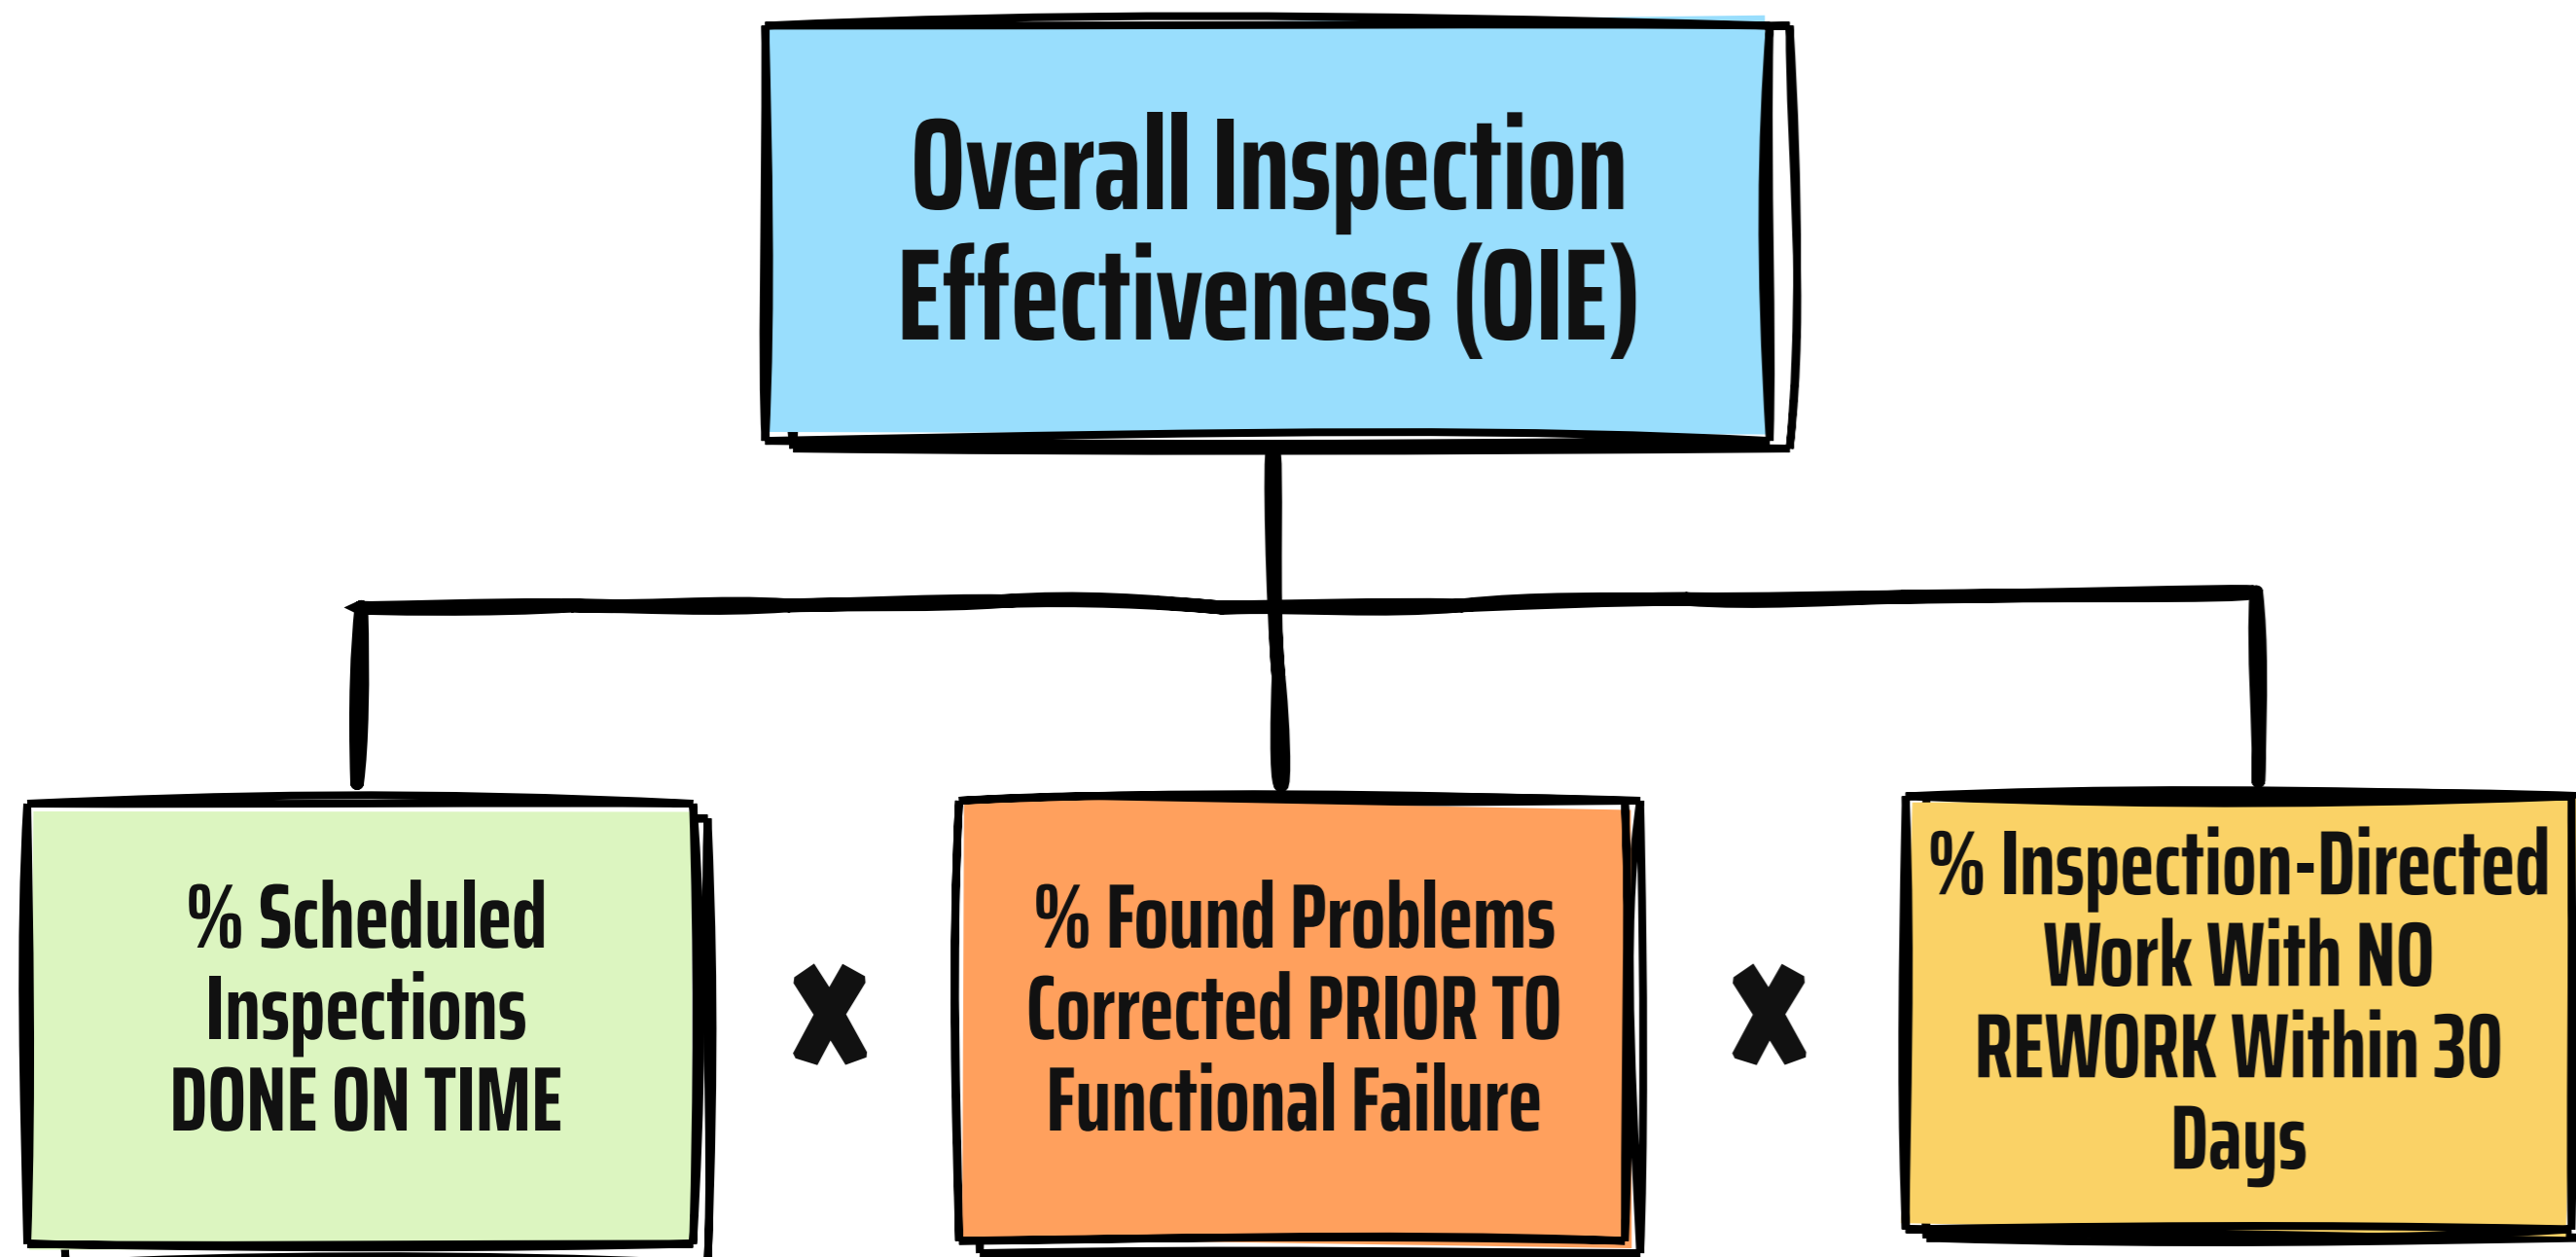 Overall Inspection
Effectiveness (OIE)
% Scheduled
Inspections
DONE ON TIME
X
% Found Problems
Corrected PRIOR TO
Functional Failure
X
% Inspection-Directed
Work With NO
REWORK Within 30
Days